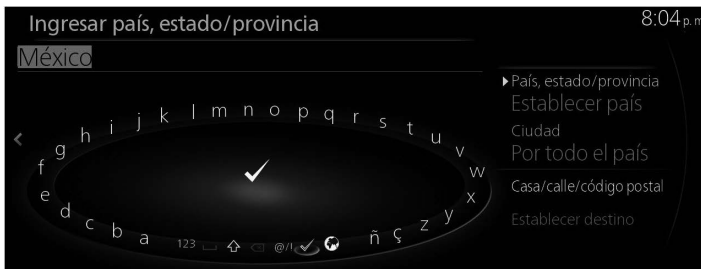 Ingresar país, estado/provincia
8:04 p. m
México
País, estado/provincia
Establecer país
Ciudad
Por todo el país
Casa/calle/código postal
Establecer destino
a b c d e f g h i j k l m n o p q r s t u v w x y z ç ñ
123 @/!